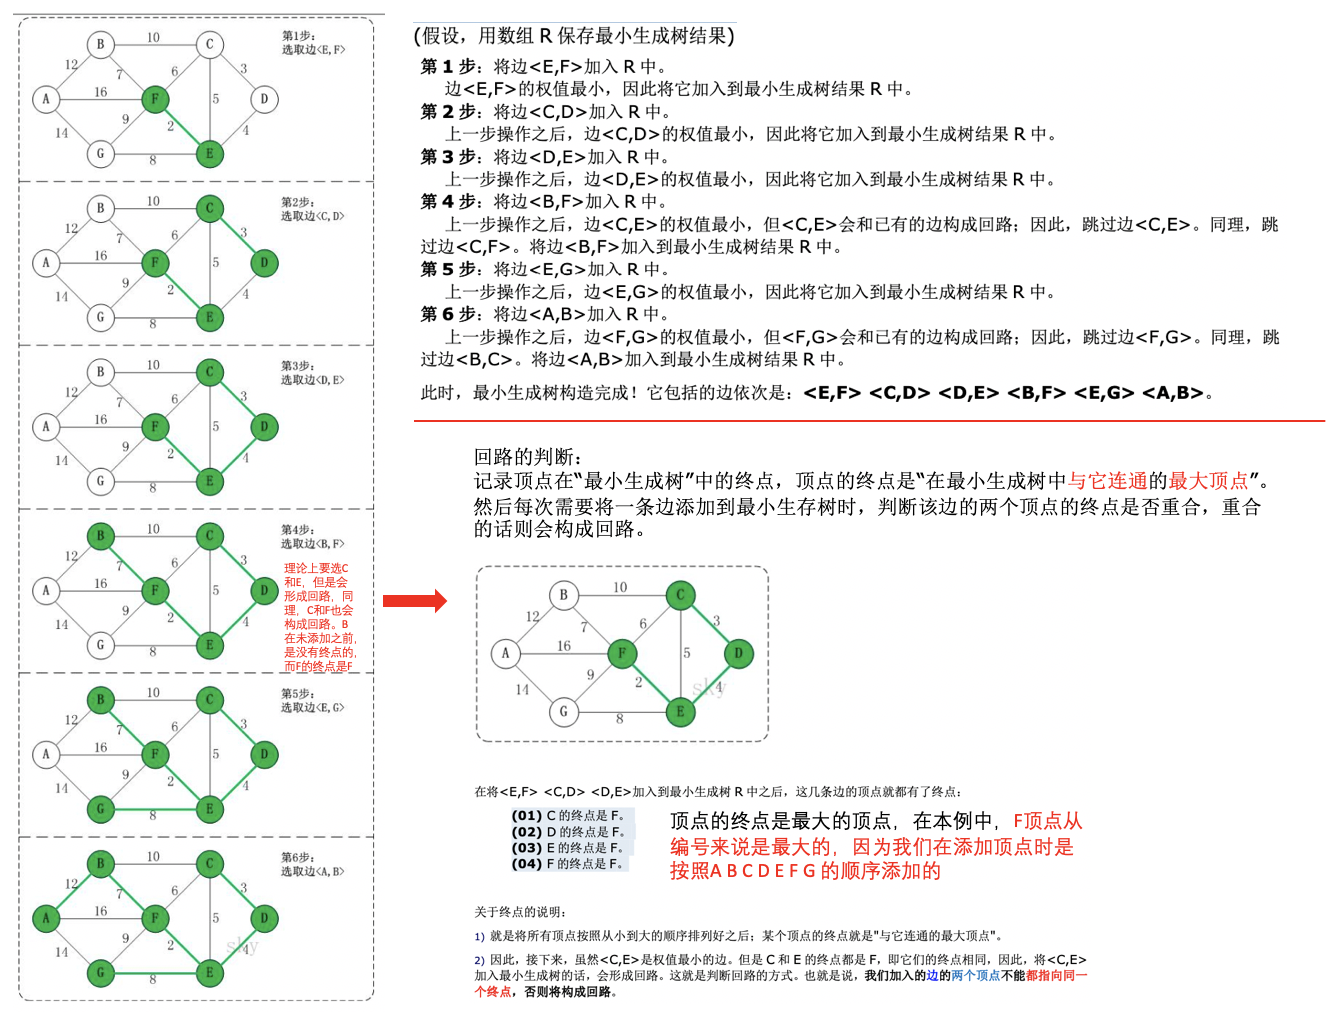 第1步:
选取边<E,F>
B 10 C
12 7 6 3
A 16 F 5 D
14 9 2 4
G 8 E
第2步:
选取边<C,D>
B 10 C
12 7 6 3
A 16 F 5 D
14 9 2 4
G 8 E
第3步:
选取边<D,E>
B 10 C
12 7 6 3
A 16 F 5 D
14 9 2 4
G 8 E
第4步:
选取边<B,F>
B 10 C
12 7 6 3
A 16 F 5 D
14 9 2 4
G 8 E
理论上要选C
和E，但是会
形成回路，同
理，C和F也会
构成回路。B
在未添加之前，
是没有终点的，
而F的终点是F
第5步:
选取边<E,G>
B 10 C
12 7 6 3
A 16 F 5 D
14 9 2 4
G 8 E
第6步:
选取边<A,B>
B 10 C
12 7 6 3
A 16 F 5 D
14 9 2 4
G 8 E
sky
(假设，用数组 R 保存最小生成树结果)
第 1 步：将边<E,F>加入 R 中。
边<E,F>的权值最小，因此将它加入到最小生成树结果 R 中。
第 2 步：将边<C,D>加入 R 中。
上一步操作之后，边<C,D>的权值最小，因此将它加入到最小生成树结果 R 中。
第 3 步：将边<D,E>加入 R 中。
上一步操作之后，边<D,E>的权值最小，因此将它加入到最小生成树结果 R 中。
第 4 步：将边<B,F>加入 R 中。
上一步操作之后，边<C,E>的权值最小，但<C,E>会和已有的边构成回路；因此，跳过边<C,E>。同理，跳
过边<C,F>。将边<B,F>加入到最小生成树结果 R 中。
第 5 步：将边<E,G>加入 R 中。
上一步操作之后，边<E,G>的权值最小，因此将它加入到最小生成树结果 R 中。
第 6 步：将边<A,B>加入 R 中。
上一步操作之后，边<F,G>的权值最小，但<F,G>会和已有的边构成回路；因此，跳过边<F,G>。同理，跳
过边<B,C>。将边<A,B>加入到最小生成树结果 R 中。
此时，最小生成树构造完成！它包括的边依次是：<E,F> <C,D> <D,E> <B,F> <E,G> <A,B>。
回路的判断：
记录顶点在“最小生成树”中的终点，顶点的终点是“在最小生成树中与它连通的最大顶点”。
然后每次需要将一条边添加到最小生存树时，判断该边的两个顶点的终点是否重合，重合
的话则会构成回路。
B 10 C
12 7 6 3
A 16 F 5 D
14 9 2 4
G 8 E
sky
在将<E,F> <C,D> <D,E>加入到最小生成树 R 中之后，这几条边的顶点就都有了终点：
(01) C 的终点是 F。
(02) D 的终点是 F。
(03) E 的终点是 F。
(04) F 的终点是 F。
顶点的终点是最大的顶点，在本例中，F顶点从
编号来说是最大的，因为我们在添加顶点时是
按照A B C D E F G 的顺序添加的
关于终点的说明：
1) 就是将所有顶点按照从小到大的顺序排列好之后；某个顶点的终点就是"与它连通的最大顶点"。
2) 因此，接下来，虽然<C,E>是权值最小的边。但是 C 和 E 的终点都是 F，即它们的终点相同，因此，将<C,E>
加入最小生成树的话，会形成回路。这就是判断回路的方式。也就是说，我们加入的边的两个顶点不能都指向同一
个终点，否则将构成回路。